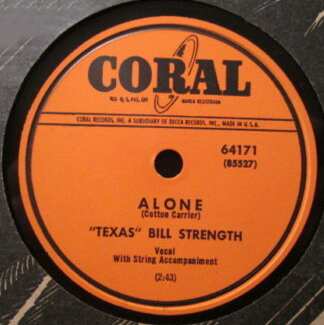 CORAL
REG. U.S. PAT. OFF.
MARCA REGISTRADA
CORAL RECORDS, INC. A SUBSIDIARY OF DECCA RECORDS, INC., MADE IN U.S.A.
64171
(85527)
ALONE
(Cotton Carrier)
"TEXAS" BILL STRENGTH
Vocal
With String Accompaniment
(2:43)